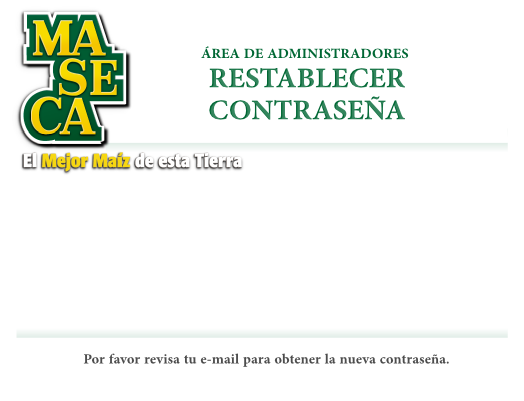 MA
SE
CA
El Mejor Maíz de esta Tierra
ÁREA DE ADMINISTRADORES
RESTABLECER
CONTRASEÑA
Por favor revisa tu e-mail para obtener la nueva contraseña.